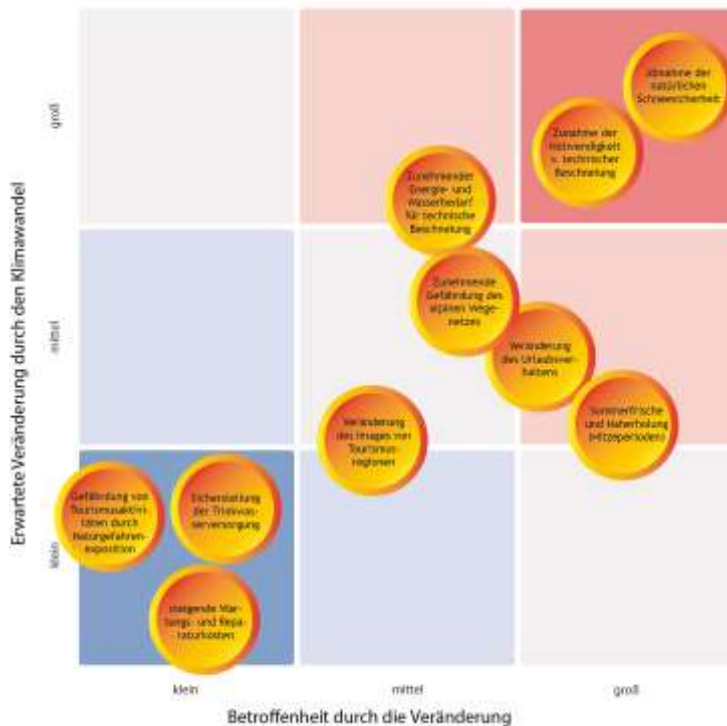 Erwartete Veränderung durch den Klimawandel
groß
mittel
klein
Abnahme der
natürlichen
Schneesicherheit
Zunahme der
Notwendigkeit
v. technischer
Beschneiung
Zunehmender
Energie- und
Wasserbedarf
für technische
Beschneiung
Zunehmende
Gefährdung des
alpinen Wege-
netzes
Veränderung
des Urlaubsver-
haltens
Sommerfrische
und Naherholung
(Hitzeperioden)
Veränderung
des Images von
Tourismus-
regionen
Gefährdung von
Tourismusaktivi-
täten durch
Naturgefahren-
exposition
Sicherstellung
der Trinkwas-
serversorgung
steigende War-
tungs- und Repa-
raturkosten
klein
mittel
groß
Betroffenheit durch die Veränderung